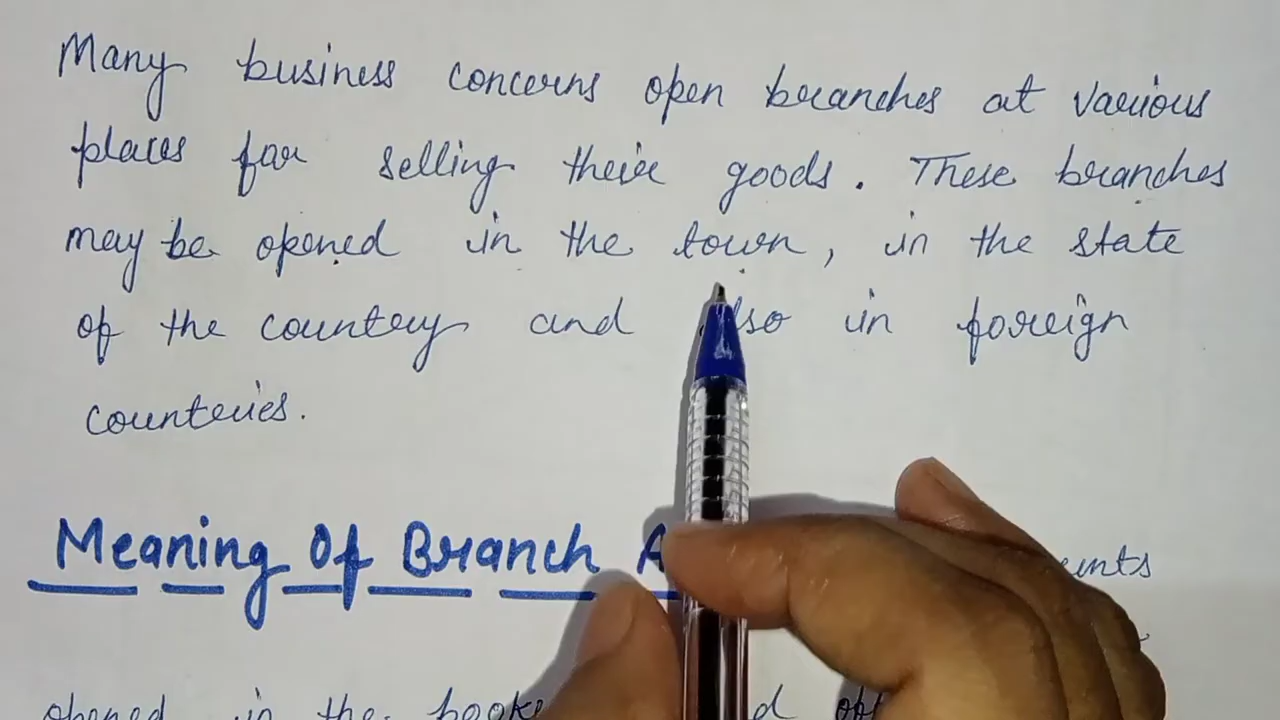 Many business concerns open branches at various
places for selling their goods. These branches
may be opened in the town, in the state
of the country and also in foreign
countries.
Meaning Of Branch
opened in the books